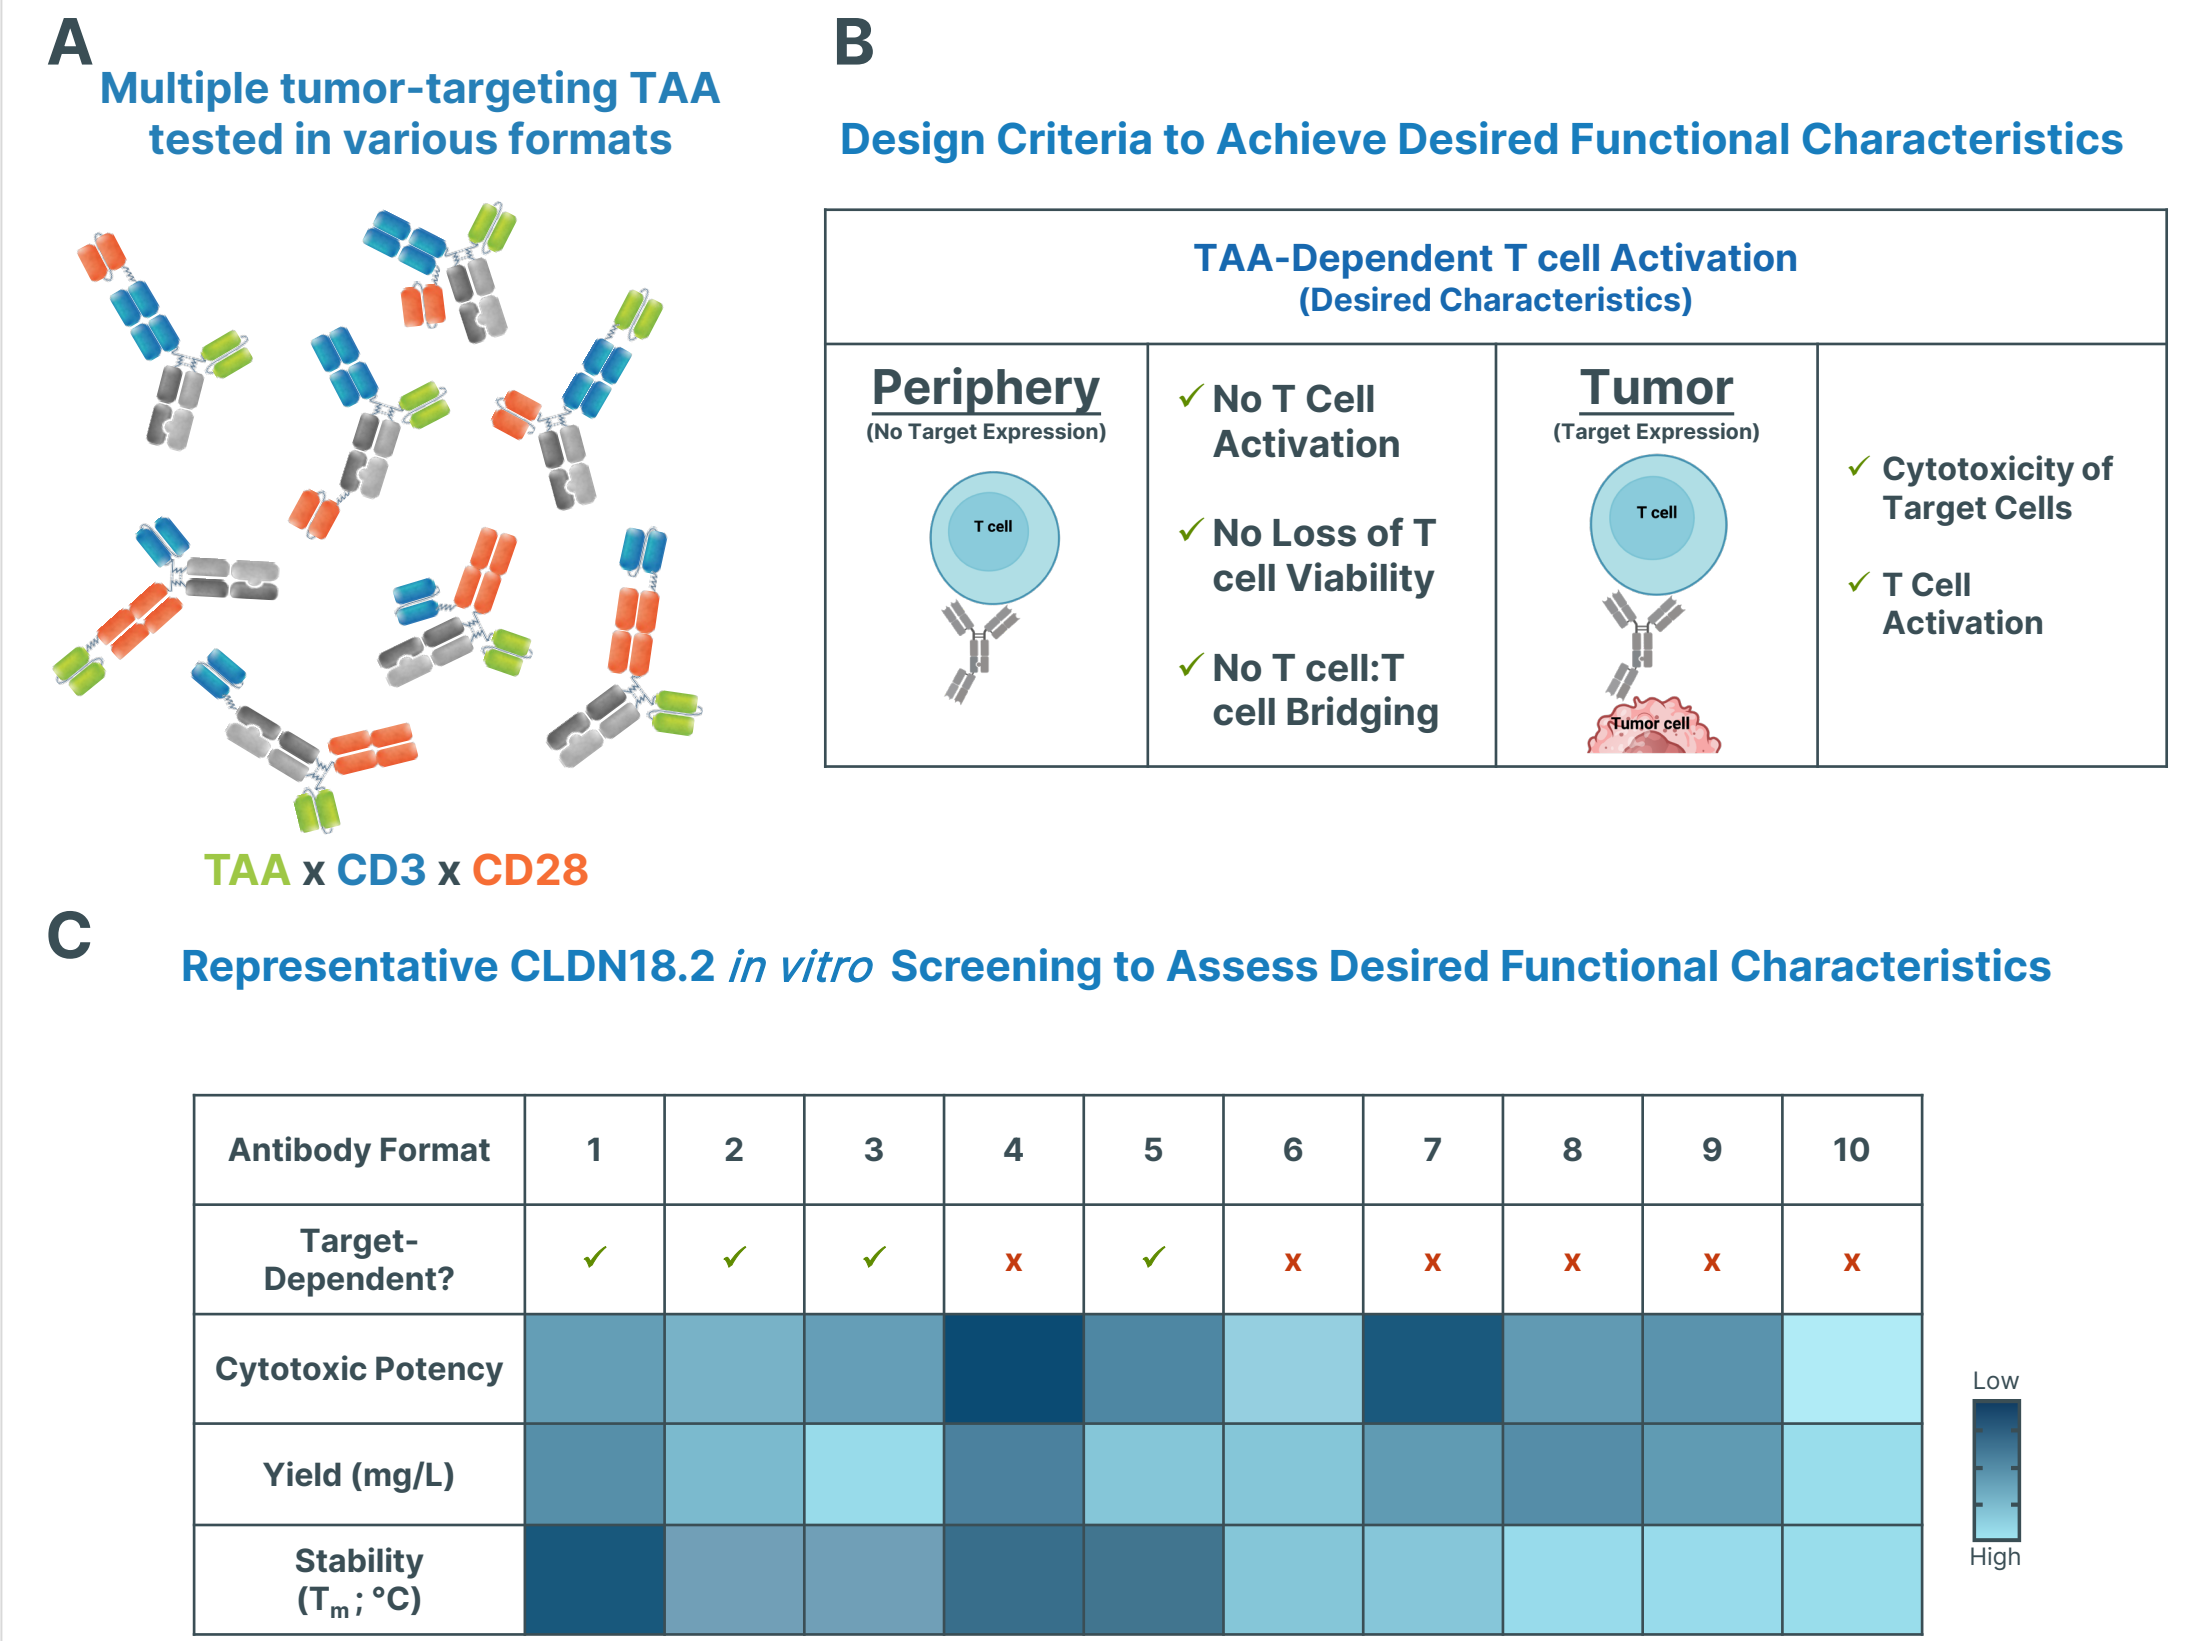 A
Multiple tumor-targeting TAA
tested in various formats
TAA x CD3 x CD28
B
Design Criteria to Achieve Desired Functional Characteristics
TAA-Dependent T cell Activation
(Desired Characteristics)
Periphery
(No Target Expression)
T cell
✓ No T Cell
Activation
✓ No Loss of T
cell Viability
✓ No T cell:T
cell Bridging
Tumor
(Target Expression)
T cell
Tumor cell
✓ Cytotoxicity of
Target Cells
✓ T Cell
Activation
C
Representative CLDN18.2 in vitro Screening to Assess Desired Functional Characteristics
Antibody Format 1 2 3 4 5 6 7 8 9 10
Target-
Dependent? ✓ ✓ ✓ x ✓ x x x x x
Cytotoxic Potency
Yield (mg/L)
Stability
(Tm ; °C)
Low
High